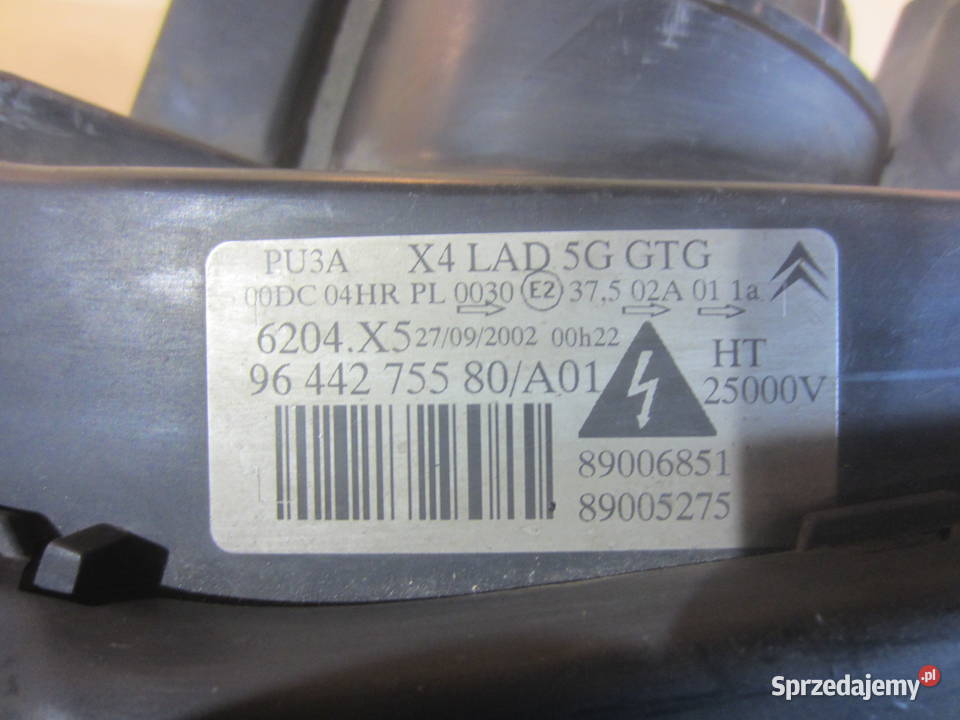 PU3A X4 LAD 5G GTG
00DC 04HR PL 0030 E2 37,5 02A 01 1a
6204.X5 27/09/2002 00h22
96 442 755 80/A01
HT
25000V
89006851
89005275
Sprzedajemy.pl